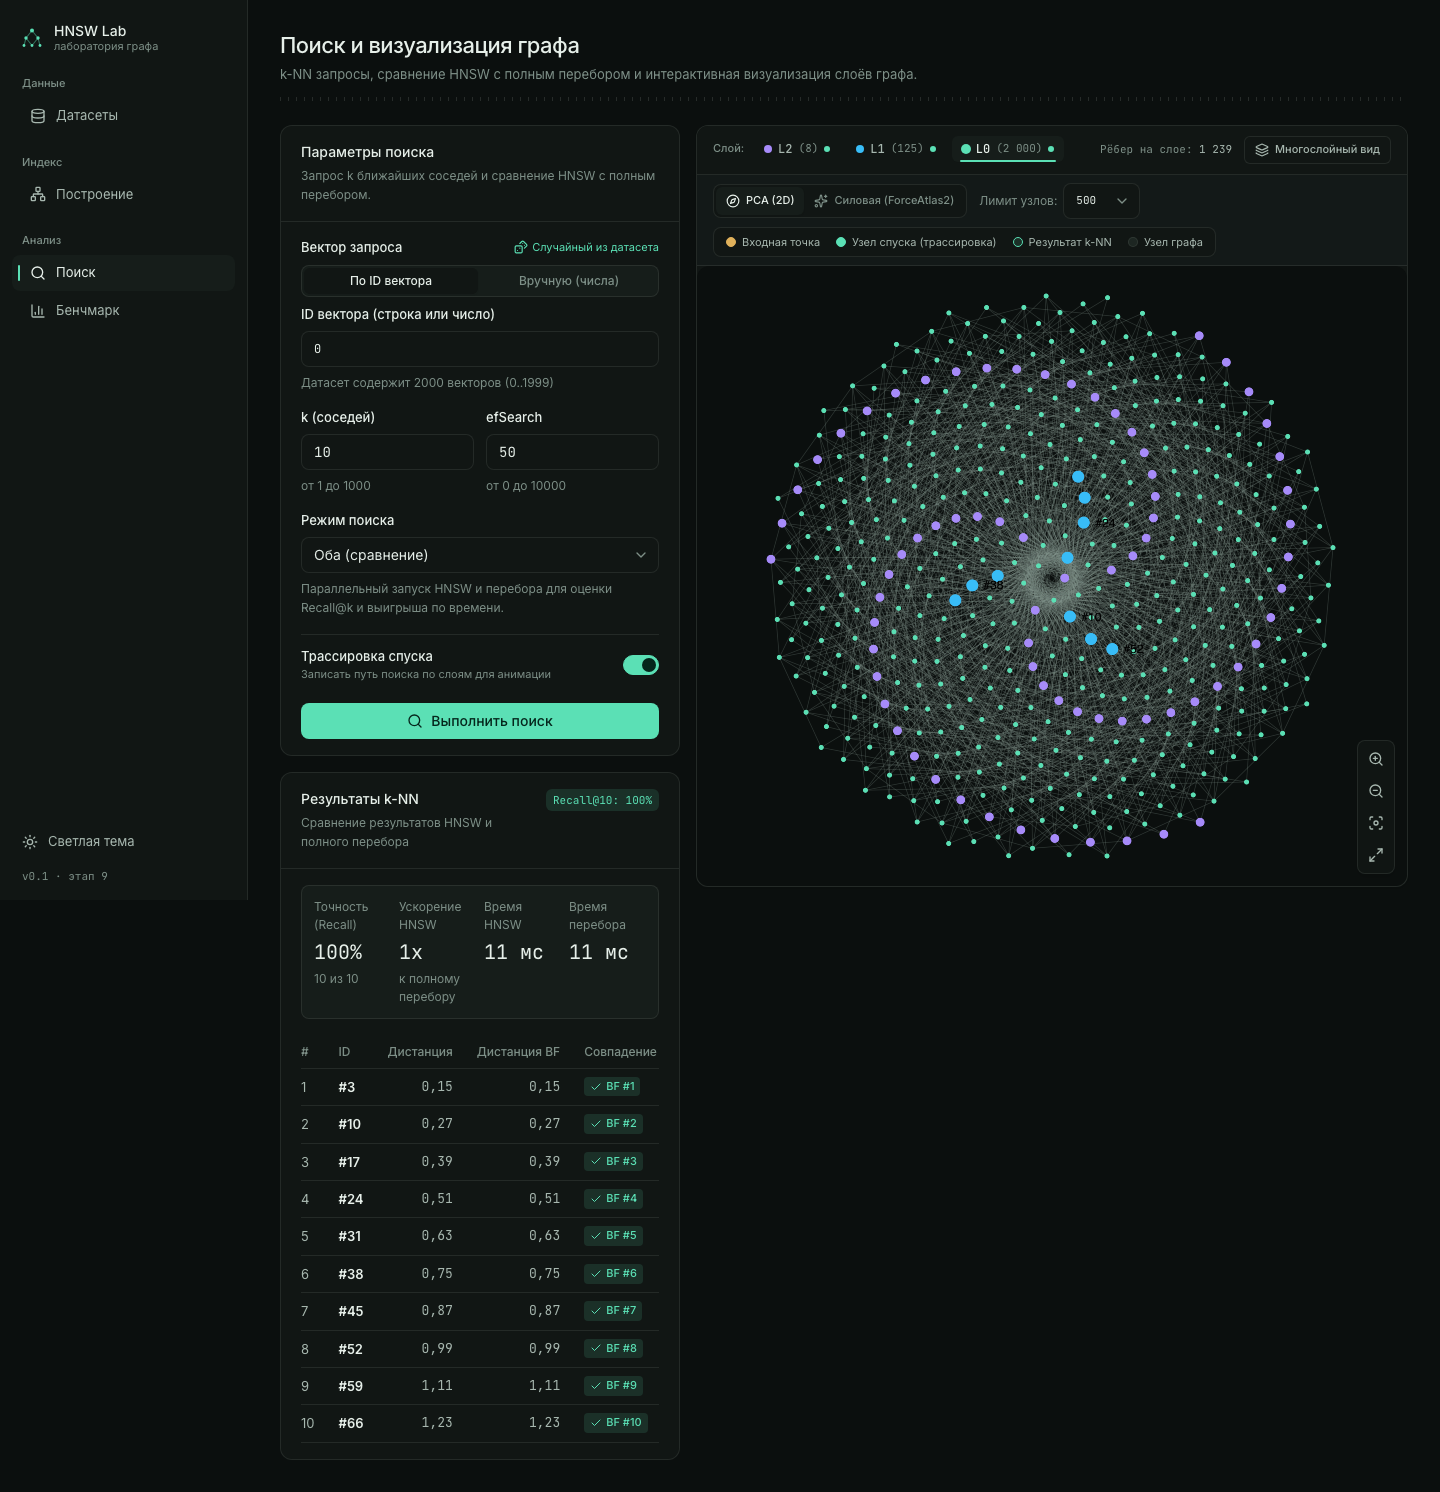 HNSW Lab
лаборатория графа
Данные
Датасеты
Индекс
Построение
Анализ
Поиск
Бенчмарк
Светлая тема
v0.1 · этап 9
Поиск и визуализация графа
k-NN запросы, сравнение HNSW с полным перебором и интерактивная визуализация слоёв графа.
Параметры поиска
Запрос k ближайших соседей и сравнение HNSW с полным
перебором.
Вектор запроса
Случайный из датасета
По ID вектора
Вручную (числа)
ID вектора (строка или число)
0
Датасет содержит 2000 векторов (0..1999)
k (соседей)
efSearch
10
50
от 1 до 1000
от 0 до 10000
Режим поиска
Оба (сравнение)
Параллельный запуск HNSW и перебора для оценки
Recall@k и выигрыша по времени.
Трассировка спуска
Записать путь поиска по слоям для анимации
Выполнить поиск
Результаты k-NN
Recall@10: 100%
Сравнение результатов HNSW и
полного перебора
Точность
(Recall)
100%
10 из 10
Ускорение
HNSW
1x
к полному
перебору
Время
HNSW
11 мс
Время
перебора
11 мс
# ID Дистанция Дистанция BF Совпадение
1 #3 0,15 0,15 BF #1
2 #10 0,27 0,27 BF #2
3 #17 0,39 0,39 BF #3
4 #24 0,51 0,51 BF #4
5 #31 0,63 0,63 BF #5
6 #38 0,75 0,75 BF #6
7 #45 0,87 0,87 BF #7
8 #52 0,99 0,99 BF #8
9 #59 1,11 1,11 BF #9
10 #66 1,23 1,23 BF #10
Слой: L2 (8) L1 (125) L0 (2 000)
Рёбер на слое: 1 239
Многослойный вид
PCA (2D)
Силовая (ForceAtlas2)
Лимит узлов: 500
Входная точка
Узел спуска (трассировка)
Результат k-NN
Узел графа